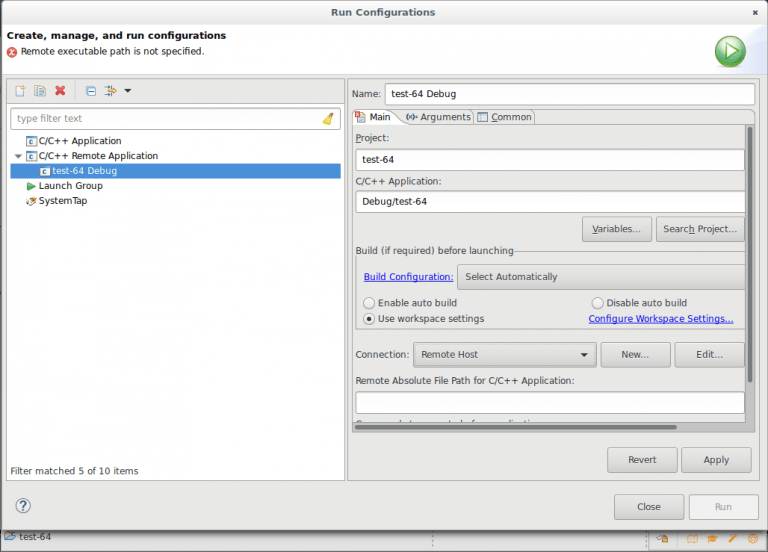 Run Configurations
Create, manage, and run configurations
Remote executable path is not specified.
type filter text
C/C++ Application
C/C++ Remote Application
test-64 Debug
Launch Group
SystemTap
Filter matched 5 of 10 items
Name: test-64 Debug
Main Arguments Common
Project:
test-64
C/C++ Application:
Debug/test-64
Variables... Search Project...
Build (if required) before launching
Build Configuration: Select Automatically
Enable auto build Disable auto build
Use workspace settings Configure Workspace Settings...
Connection: Remote Host New... Edit...
Remote Absolute File Path for C/C++ Application:
Revert Apply
Close Run
test-64